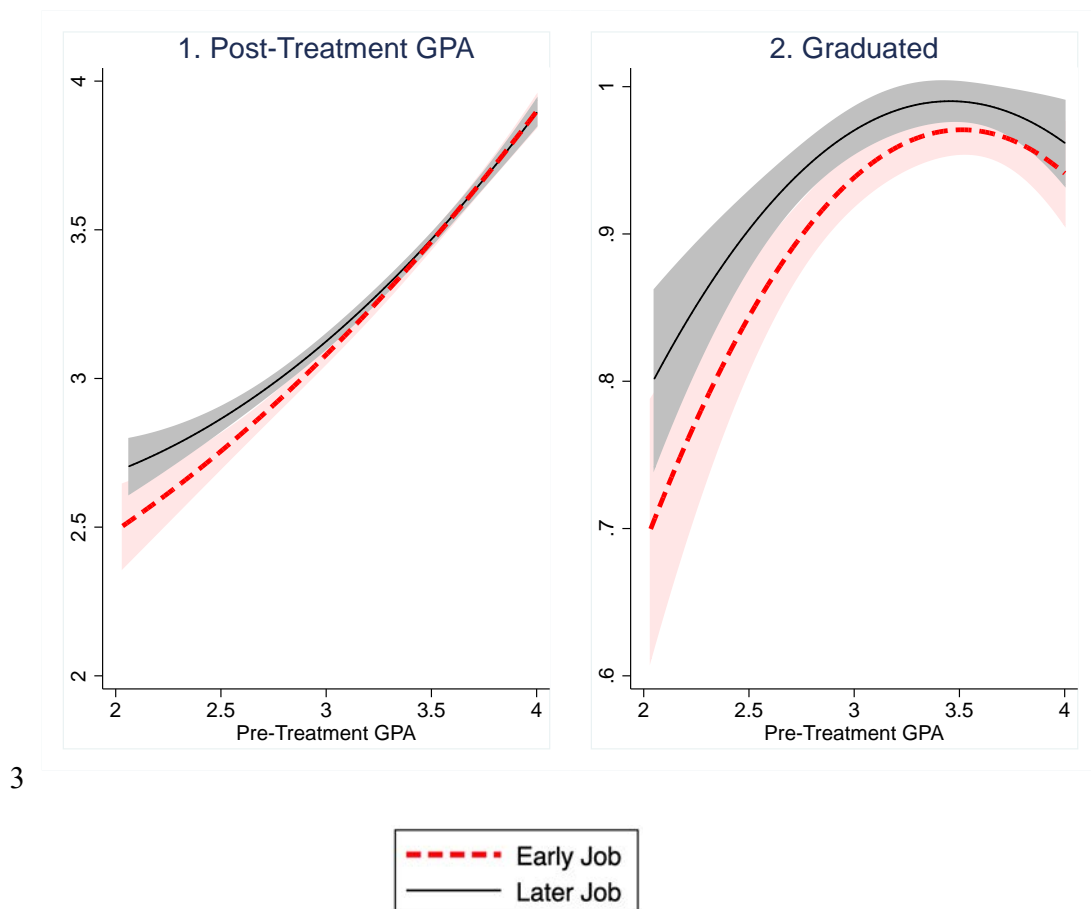 1. Post-Treatment GPA
4
3.5
3
2.5
2
2 2.5 3 3.5 4
Pre-Treatment GPA
2. Graduated
1
.9
.8
.7
.6
2 2.5 3 3.5 4
Pre-Treatment GPA
3
Early Job
Later Job